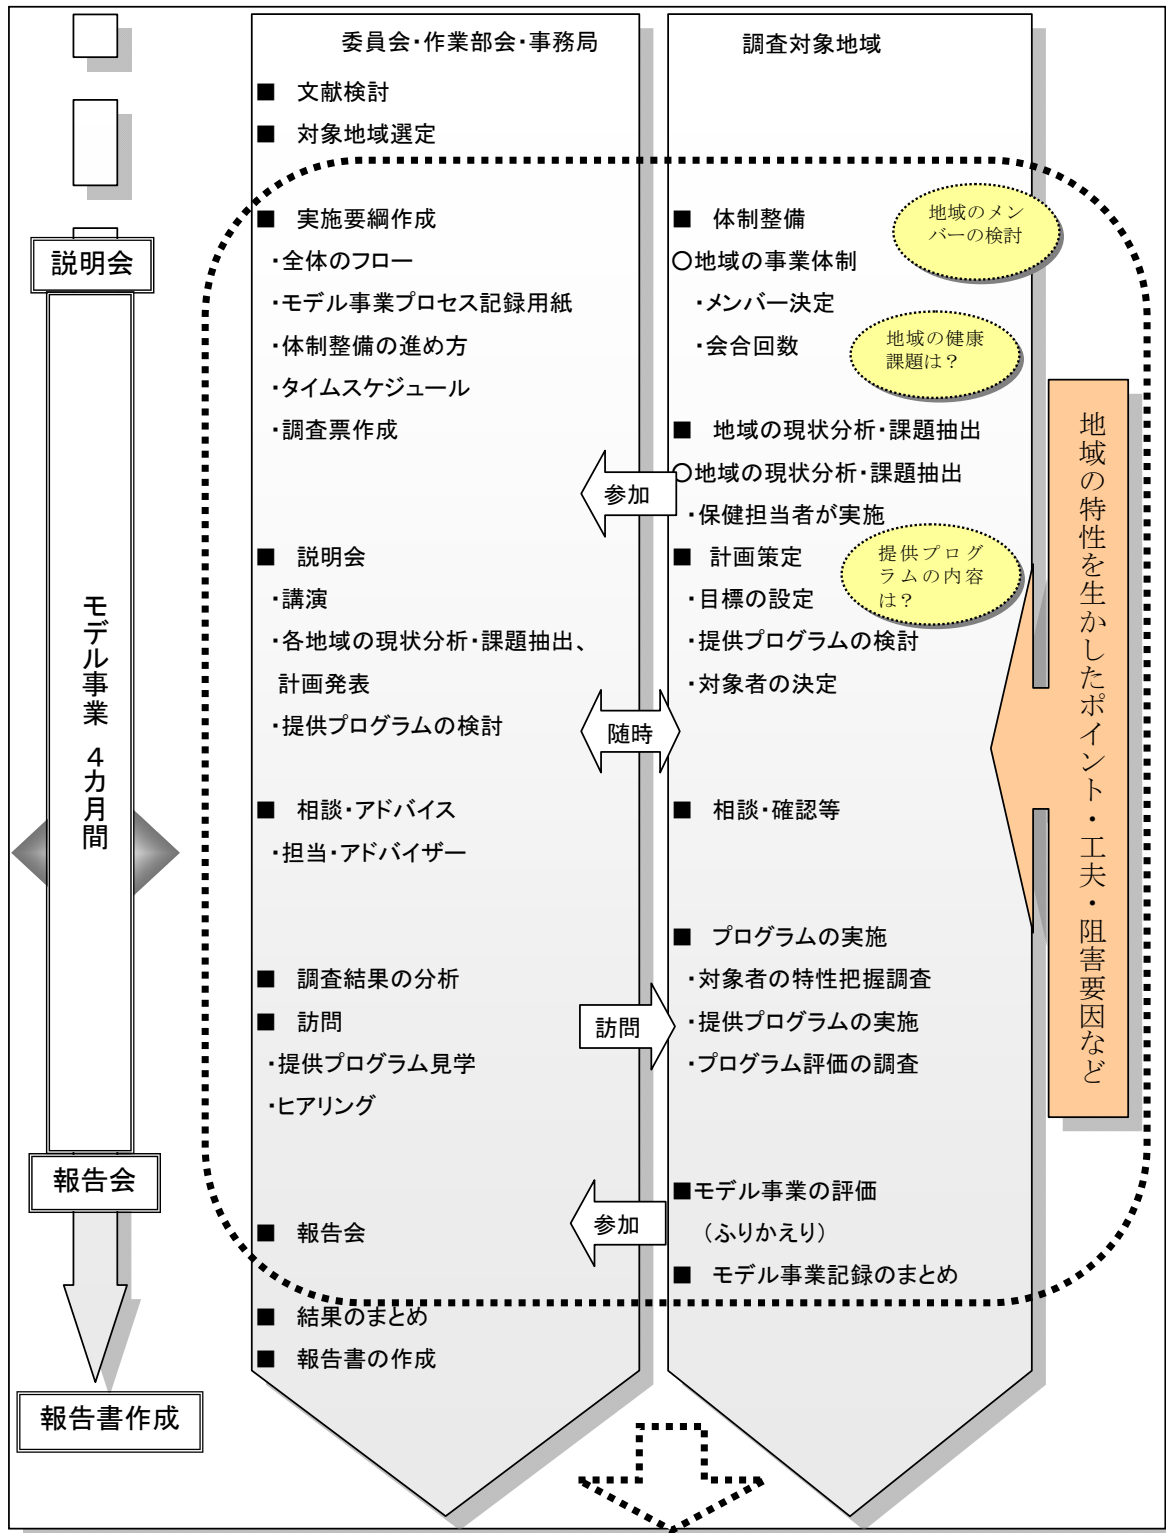 委員会・作業部会・事務局
■ 文献検討
■ 対象地域選定
■ 実施要綱作成
・全体のフロー
・モデル事業プロセス記録用紙
・体制整備の進め方
・タイムスケジュール
・調査票作成
■ 説明会
・講演
・各地域の現状分析・課題抽出、
計画発表
・提供プログラムの検討
■ 相談・アドバイス
・担当・アドバイザー
■ 調査結果の分析
■ 訪問
・提供プログラム見学
・ヒアリング
■ 報告会
■ 結果のまとめ
■ 報告書の作成
調査対象地域
■ 体制整備
○地域の事業体制
・メンバー決定
・会合回数
■ 地域の現状分析・課題抽出
○地域の現状分析・課題抽出
・保健担当者が実施
■ 計画策定
・目標の設定
・提供プログラムの検討
・対象者の決定
■ 相談・確認等
■ プログラムの実施
・対象者の特性把握調査
・提供プログラムの実施
・プログラム評価の調査
■モデル事業の評価
（ふりかえり）
■ モデル事業記録のまとめ
地域のメン
バーの検討
地域の健康
課題は？
提供プログ
ラムの内容
は？
参加
随時
訪問
参加
説明会
モデル事業 4カ月間
報告会
報告書作成
地域の特性を生かしたポイント・工夫・阻害要因など